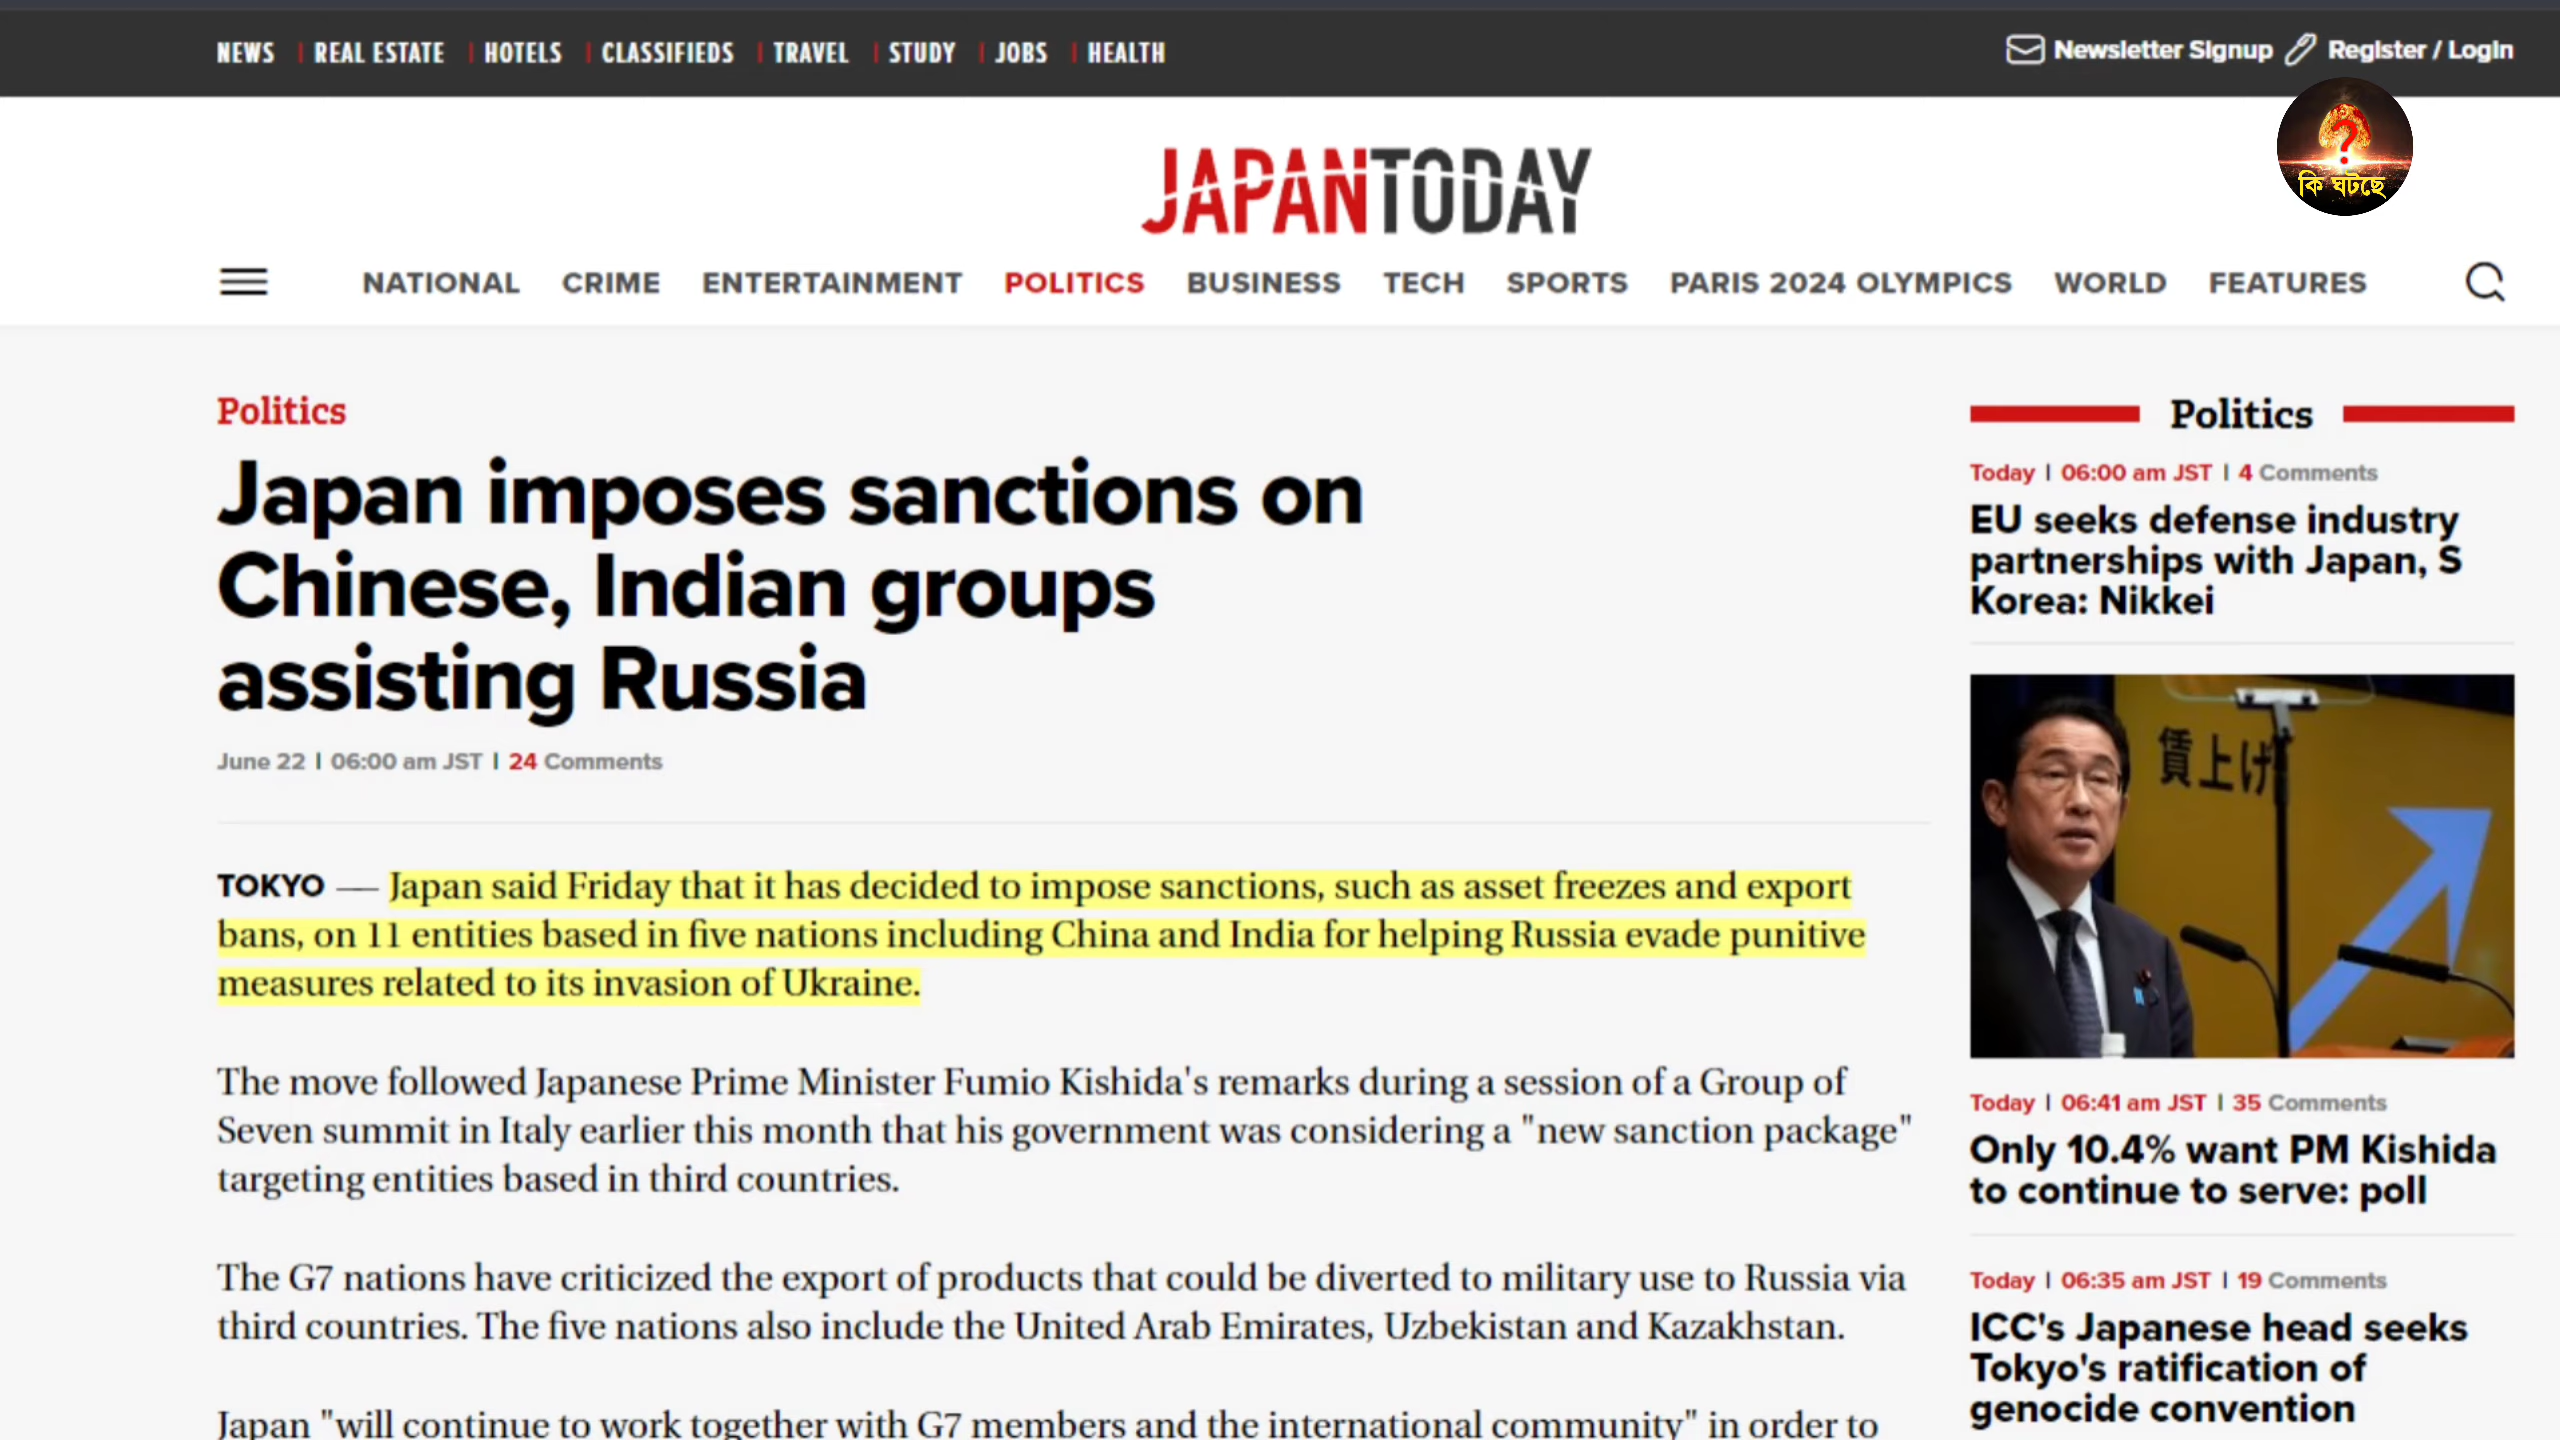 NEWS | REAL ESTATE | HOTELS | CLASSIFIEDS | TRAVEL | STUDY | JOBS | HEALTH
Newsletter Signup Register / Login
কি ঘটছে
JAPANTODAY
NATIONAL CRIME ENTERTAINMENT POLITICS BUSINESS TECH SPORTS PARIS 2024 OLYMPICS WORLD FEATURES
Politics
Japan imposes sanctions on
Chinese, Indian groups
assisting Russia
June 22 | 06:00 am JST | 24 Comments
TOKYO — Japan said Friday that it has decided to impose sanctions, such as asset freezes and export
bans, on 11 entities based in five nations including China and India for helping Russia evade punitive
measures related to its invasion of Ukraine.
The move followed Japanese Prime Minister Fumio Kishida's remarks during a session of a Group of
Seven summit in Italy earlier this month that his government was considering a "new sanction package"
targeting entities based in third countries.
The G7 nations have criticized the export of products that could be diverted to military use to Russia via
third countries. The five nations also include the United Arab Emirates, Uzbekistan and Kazakhstan.
Japan "will continue to work together with G7 members and the international community" in order to
Politics
Today | 06:00 am JST | 4 Comments
EU seeks defense industry
partnerships with Japan, S
Korea: Nikkei
賃上げ
Today | 06:41 am JST | 35 Comments
Only 10.4% want PM Kishida
to continue to serve: poll
Today | 06:35 am JST | 19 Comments
ICC's Japanese head seeks
Tokyo's ratification of
genocide convention